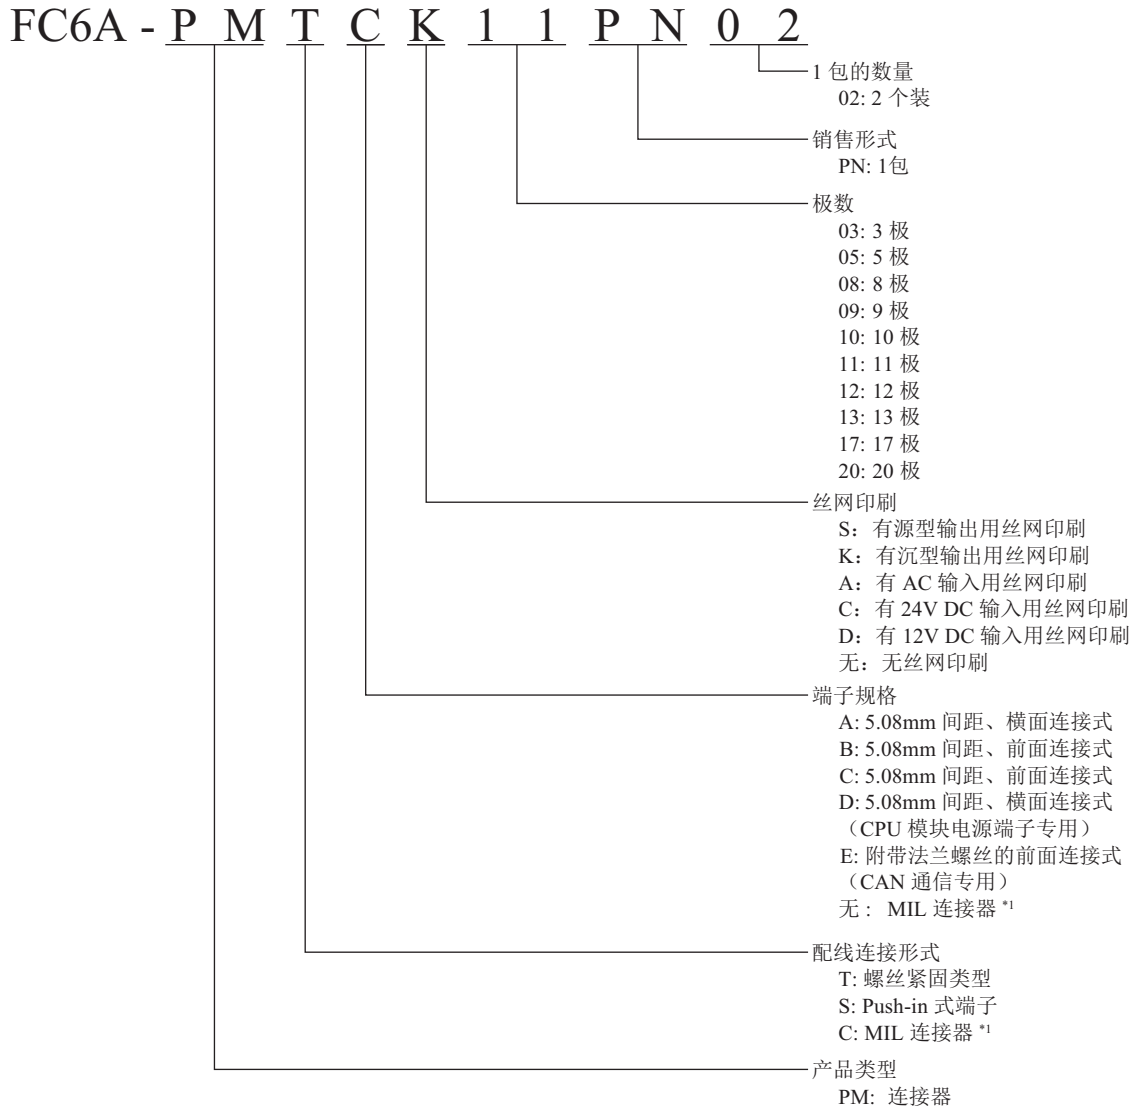 FC6A - P M T C K 1 1 P N 0 2
1 包的数量
02: 2 个装
销售形式
PN: 1包
极数
03: 3 极
05: 5 极
08: 8 极
09: 9 极
10: 10 极
11: 11 极
12: 12 极
13: 13 极
17: 17 极
20: 20 极
丝网印刷
S：有源型输出用丝网印刷
K：有沉型输出用丝网印刷
A：有 AC 输入用丝网印刷
C：有 24V DC 输入用丝网印刷
D：有 12V DC 输入用丝网印刷
无：无丝网印刷
端子规格
A: 5.08mm 间距、横面连接式
B: 5.08mm 间距、前面连接式
C: 5.08mm 间距、前面连接式
D: 5.08mm 间距、横面连接式
（CPU 模块电源端子专用）
E: 附带法兰螺丝的前面连接式
（CAN 通信专用）
无 : MIL 连接器 *1
配线连接形式
T: 螺丝紧固类型
S: Push-in 式端子
C: MIL 连接器 *1
产品类型
PM: 连接器